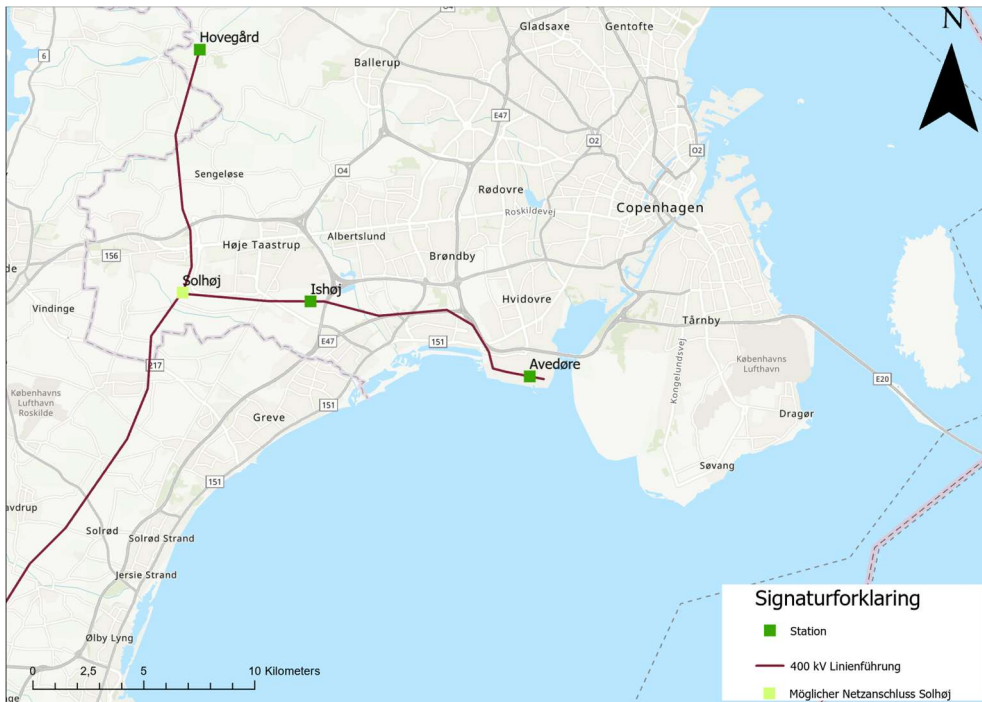 N
Hovegård
Gladsaxe
Gentofte
6
Ballerup
E47
O2
O2
O4
Sengeløse
Rødovre
Roskildevej
Copenhagen
Høje Taastrup
Albertslund
156
Brøndby
de
Solhøj
Ishøj
Hvidovre
Vindinge
Tårnby
E47
151
217
Avedøre
Kongelundsvej
Københavns
Lufthavn
E20
Københavns
Lufthavn
Roskilde
151
Greve
Dragør
Søvang
151
avdrup
Solrød
Solrød Strand
Jersie Strand
Ølby Lyng
ge
0 2,5 5 10 Kilometers
Signaturforklaring
Station
400 kV Linienführung
Möglicher Netzanschluss Solhøj